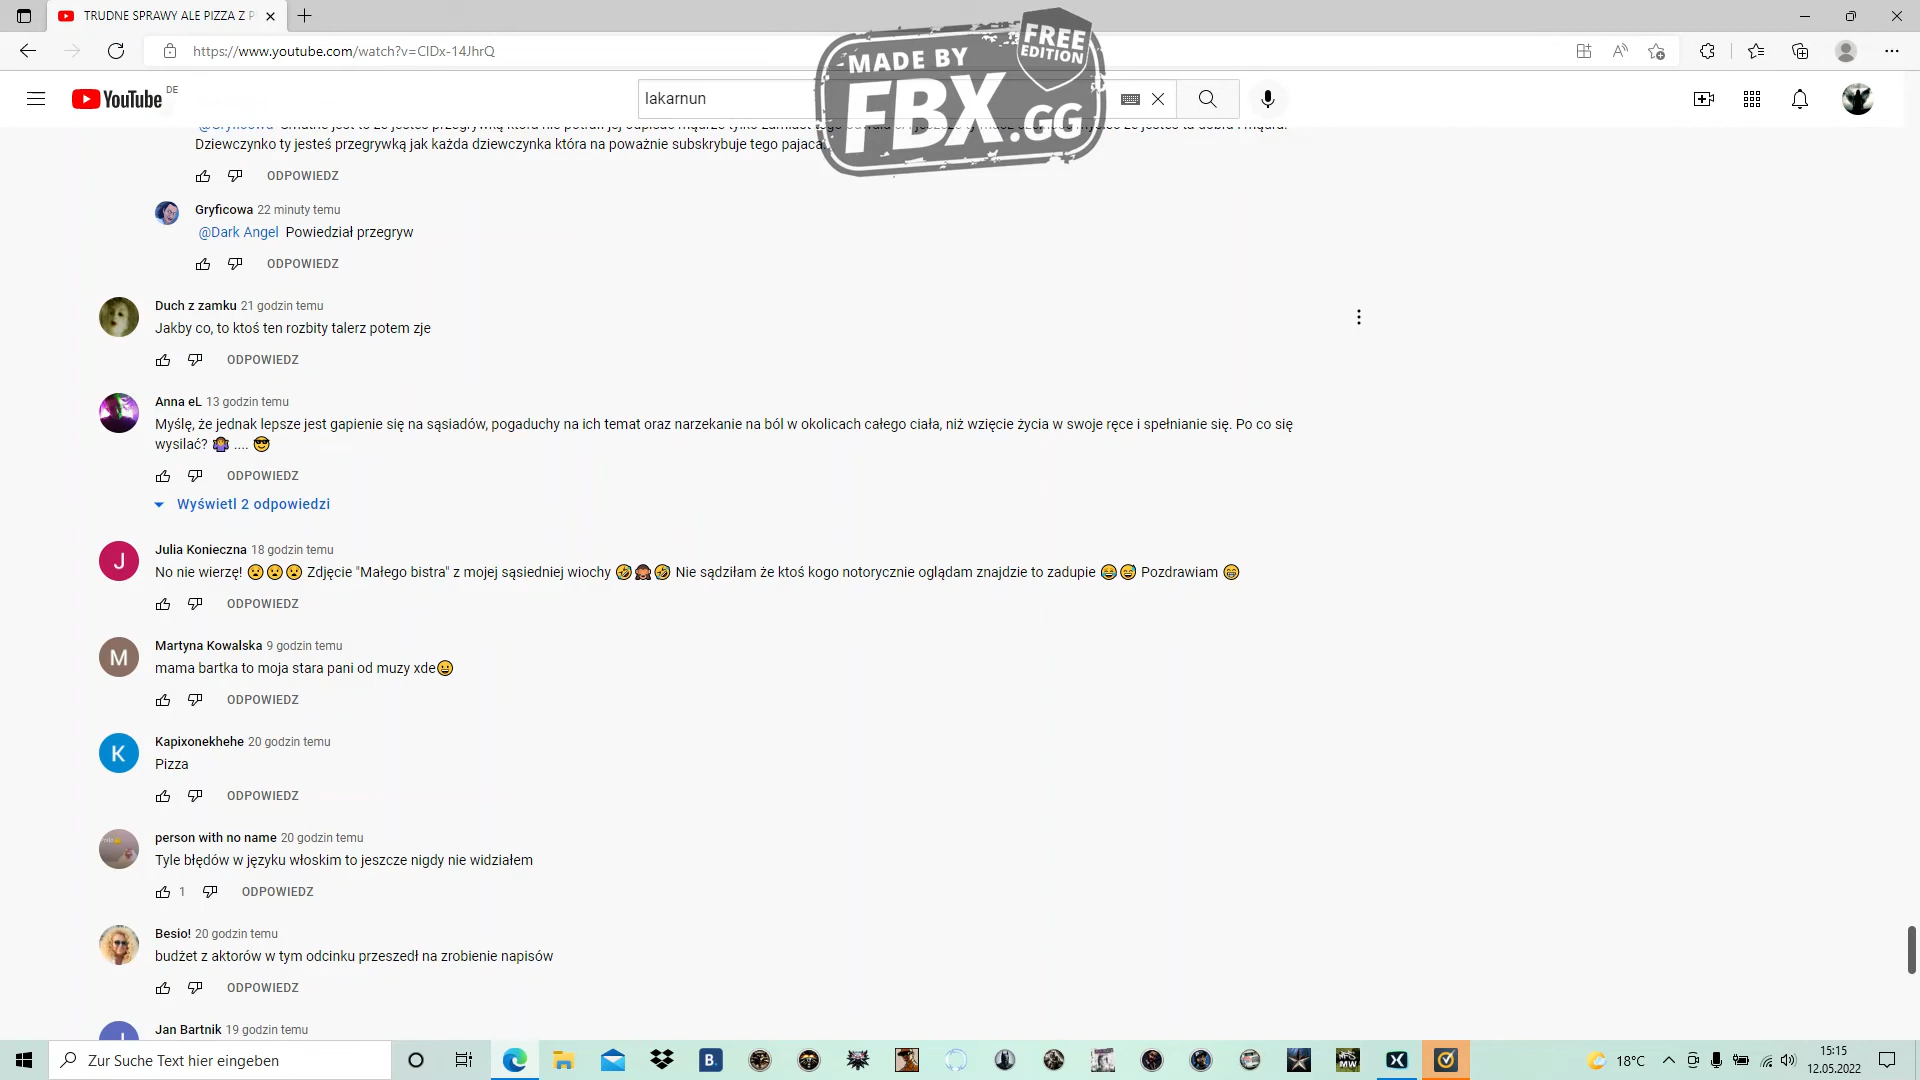 TRUDNE SPRAWY ALE PIZZA Z P
https://www.youtube.com/watch?v=CIDx-14JhrQ
MADE BY
FBX.GG
FREE
EDITION
YouTube DE
lakarnun
Dziewczynko ty jesteś przegrywką jak każda dziewczynka która na poważnie subskrybuje tego pajaca.
ODPOWIEDZ
Gryficowa 22 minuty temu
@Dark Angel Powiedział przegryw
ODPOWIEDZ
Duch z zamku 21 godzin temu
Jakby co, to ktoś ten rozbity talerz potem zje
ODPOWIEDZ
Anna eL 13 godzin temu
Myślę, że jednak lepsze jest gapienie się na sąsiadów, pogaduchy na ich temat oraz narzekanie na ból w okolicach całego ciała, niż wzięcie życia w swoje ręce i spełnianie się. Po co się
wysilać? 🤷‍♀️ .... 😎
ODPOWIEDZ
Wyświetl 2 odpowiedzi
J
Julia Konieczna 18 godzin temu
No nie wierzę! 😧😧😧 Zdjęcie "Małego bistra" z mojej sąsiedniej wiochy 🤣🙈🤣 Nie sądziłam że ktoś kogo notorycznie oglądam znajdzie to zadupie 😂😅 Pozdrawiam 😁
ODPOWIEDZ
M
Martyna Kowalska 9 godzin temu
mama bartka to moja stara pani od muzy xde😀
ODPOWIEDZ
K
Kapixonekhehe 20 godzin temu
Pizza
ODPOWIEDZ
person with no name 20 godzin temu
Tyle błędów w języku włoskim to jeszcze nigdy nie widziałem
1 ODPOWIEDZ
Besio! 20 godzin temu
budżet z aktorów w tym odcinku przeszedł na zrobienie napisów
ODPOWIEDZ
Jan Bartnik 19 godzin temu
Zur Suche Text hier eingeben
B.
18°C
15:15
12.05.2022